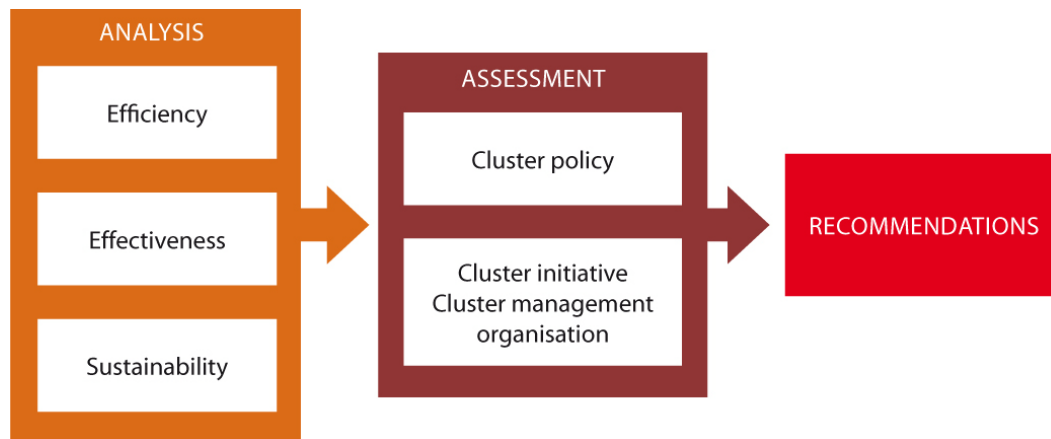 ANALYSIS
Efficiency
Effectiveness
Sustainability
ASSESSMENT
Cluster policy
Cluster initiative
Cluster management
organisation
RECOMMENDATIONS